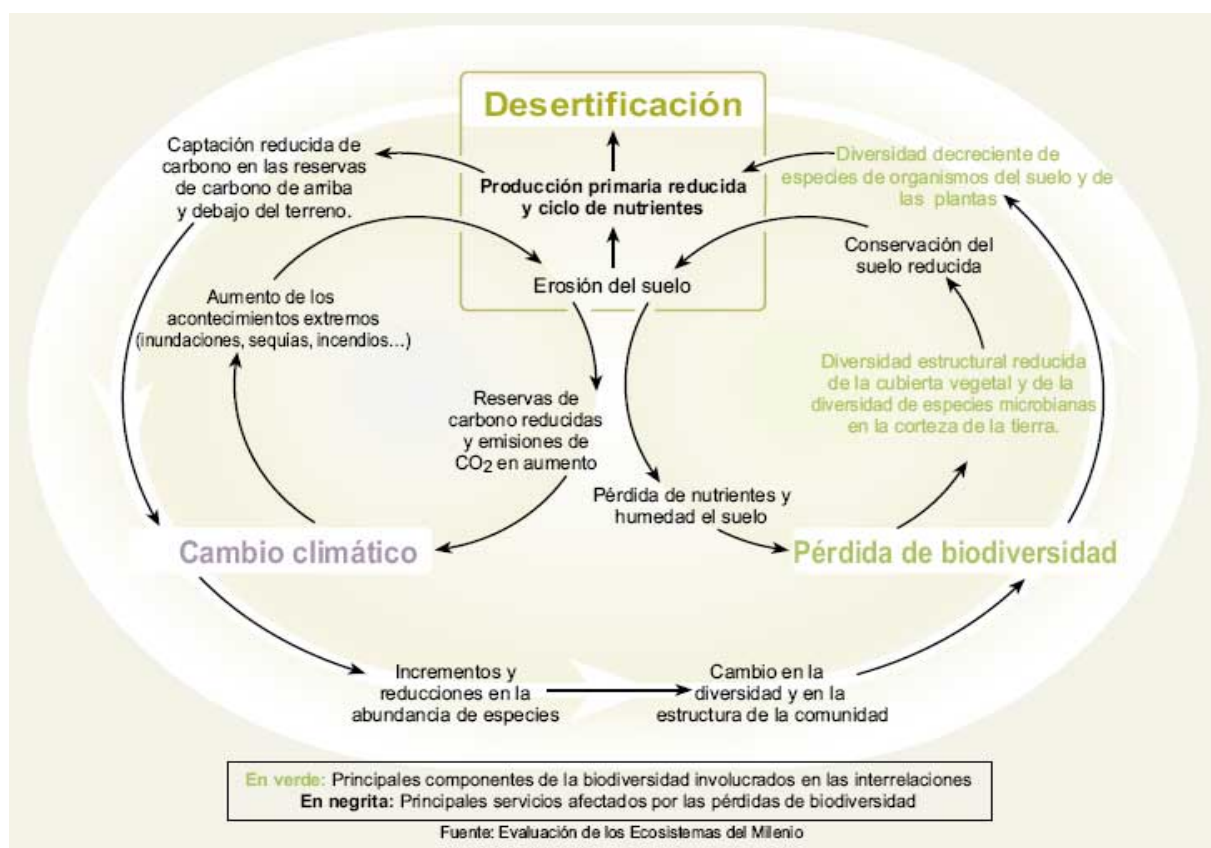 Desertificación
Captación reducida de
carbono en las reservas
de carbono de arriba
y debajo del terreno.
Producción primaria reducida
y ciclo de nutrientes
Diversidad decreciente de
especies de organismos del suelo y de
las plantas
Conservación del
suelo reducida
Erosión del suelo
Aumento de los
acontecimientos extremos
(inundaciones, sequias, incendios...)
Diversidad estructural reducida
de la cubierta vegetal y de la
diversidad de especies microbianas
en la corteza de la tierra.
Reservas de
carbono reducidas
y emisiones de
CO2 en aumento
Pérdida de nutrientes y
humedad el suelo
Cambio climático
Pérdida de biodiversidad
Incrementos y
reducciones en la
abundancia de especies
Cambio en la
diversidad y en la
estructura de la comunidad
En verde: Principales componentes de la biodiversidad involucrados en las interrelaciones
En negrita: Principales servicios afectados por las pérdidas de biodiversidad
Fuente: Evaluación de los Ecosistemas del Milenio